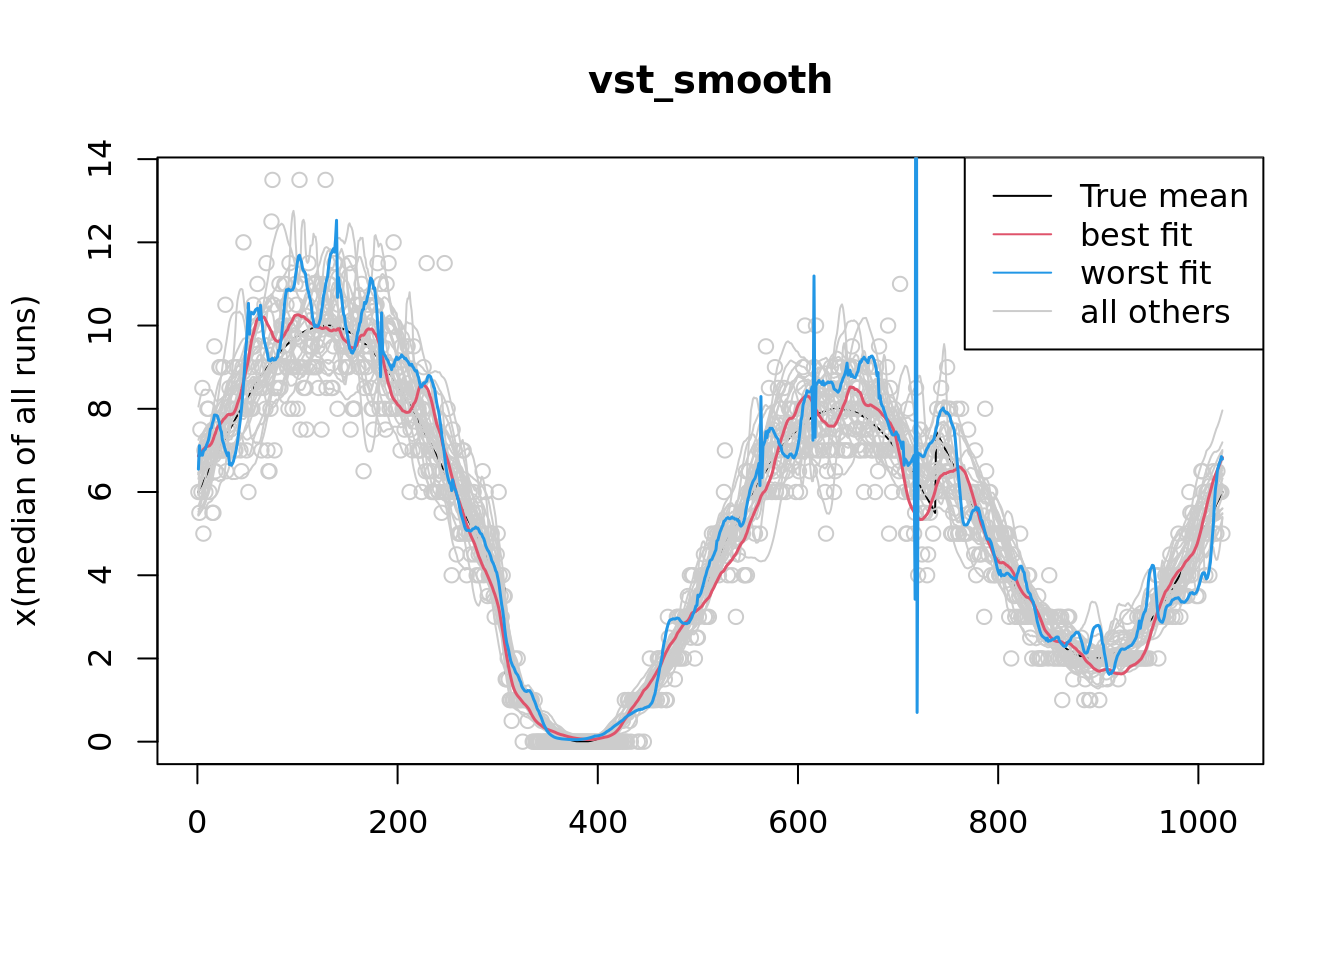 vst_smooth
x(median of all runs)
14
12
10
8
6
4
2
0
True mean
best fit
worst fit
all others
0 200 400 600 800 1000